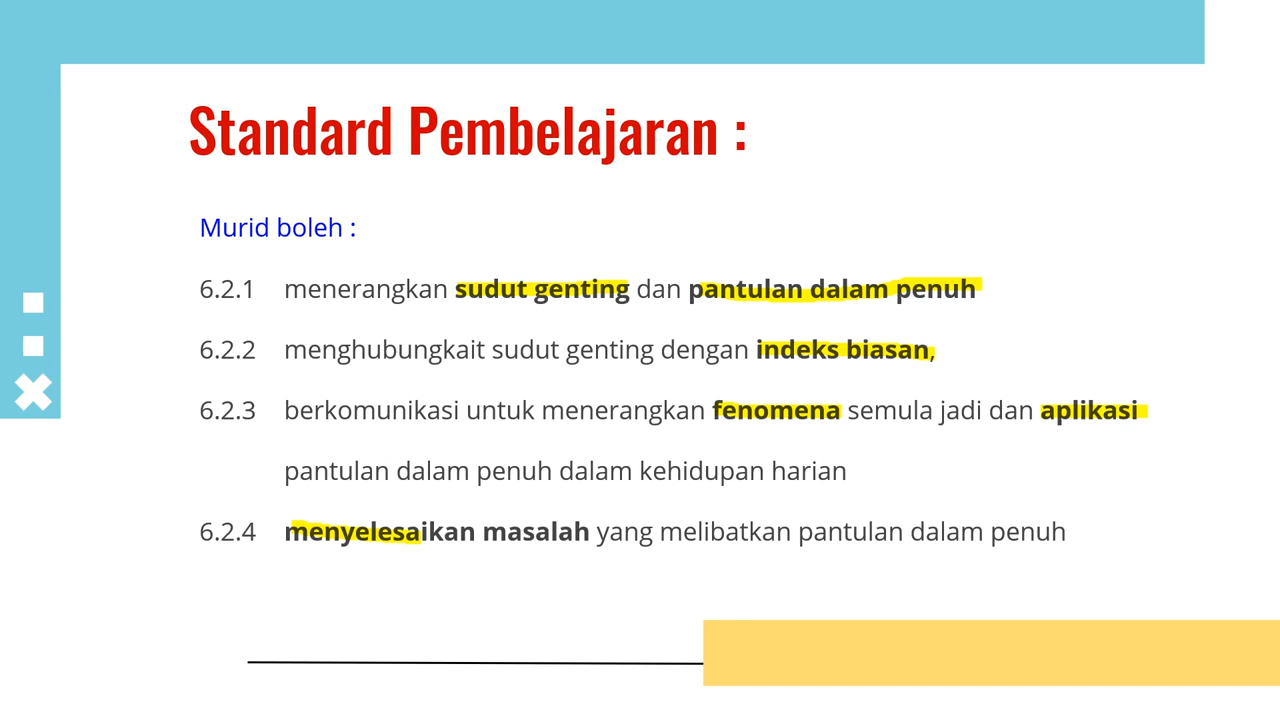 Standard Pembelajaran :
Murid boleh :
6.2.1 menerangkan sudut genting dan pantulan dalam penuh
6.2.2 menghubungkait sudut genting dengan indeks biasan,
6.2.3 berkomunikasi untuk menerangkan fenomena semula jadi dan aplikasi
pantulan dalam penuh dalam kehidupan harian
6.2.4 menyelesaikan masalah yang melibatkan pantulan dalam penuh